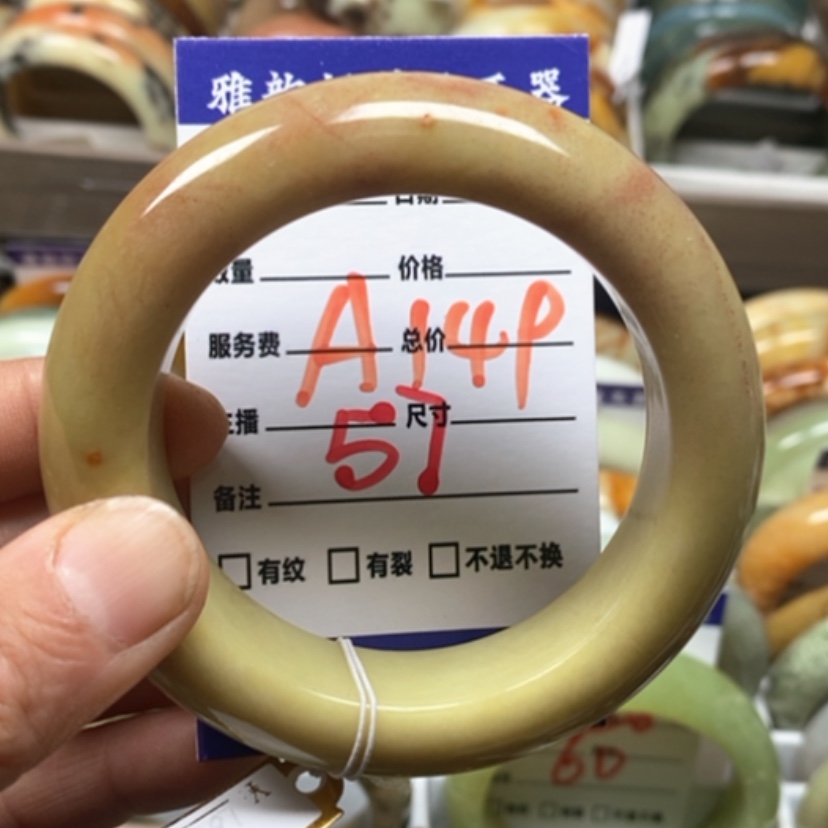 雅韵 器
日期
数量 价格
服务费 总价
A14P
主播 尺寸
57
备注
有纹 有裂 不退不换
60